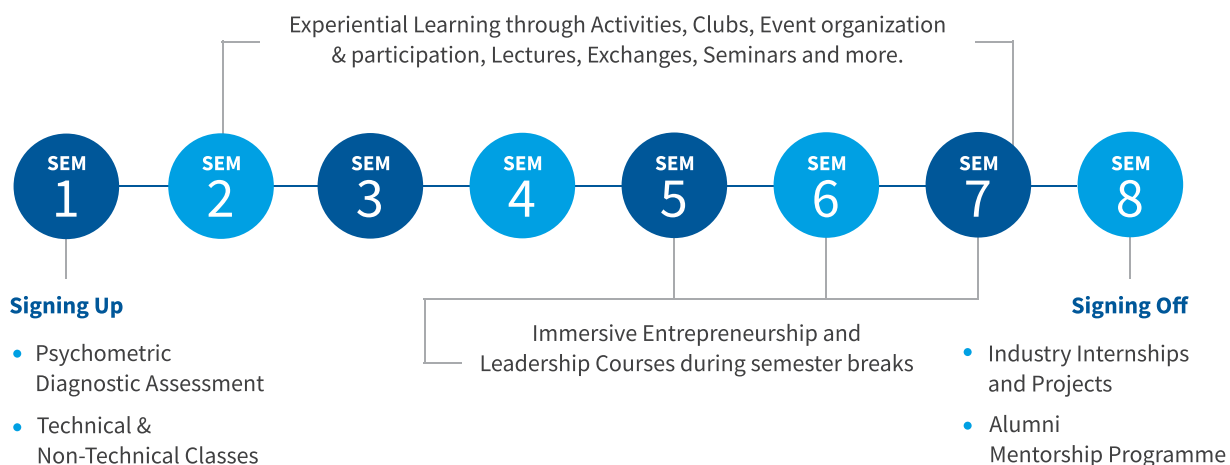 Experiential Learning through Activities, Clubs, Event organization
& participation, Lectures, Exchanges, Seminars and more.
SEM
1
SEM
2
SEM
3
SEM
4
SEM
5
SEM
6
SEM
7
SEM
8
Signing Up
• Psychometric
Diagnostic Assessment
• Technical &
Non-Technical Classes
Immersive Entrepreneurship and
Leadership Courses during semester breaks
Signing Off
• Industry Internships
and Projects
• Alumni
Mentorship Programme